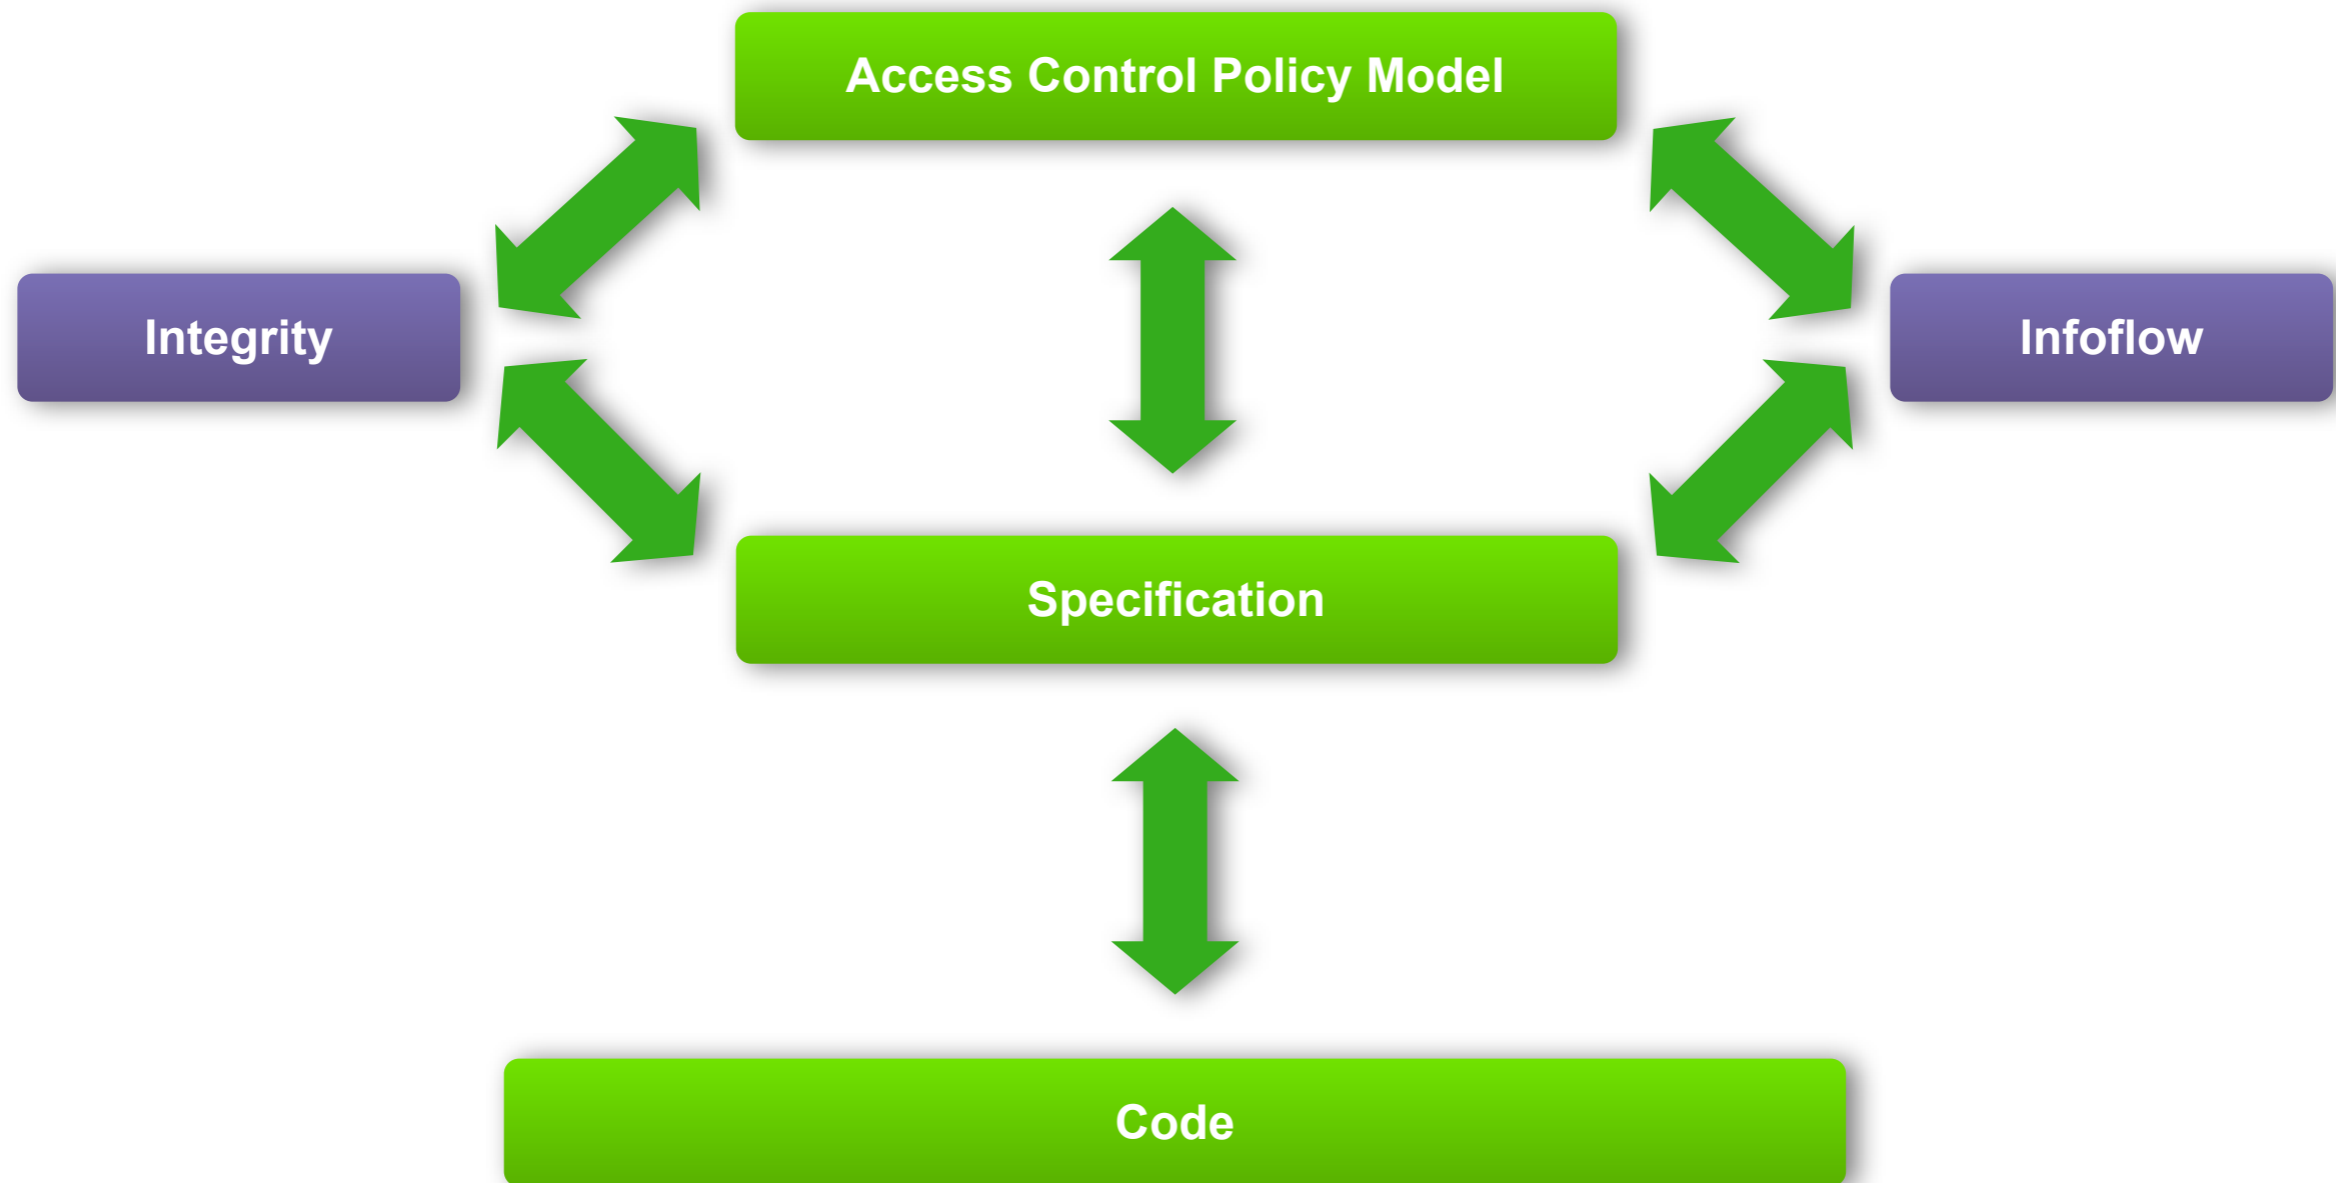 Access Control Policy Model
Integrity
Infoflow
Specification
Code